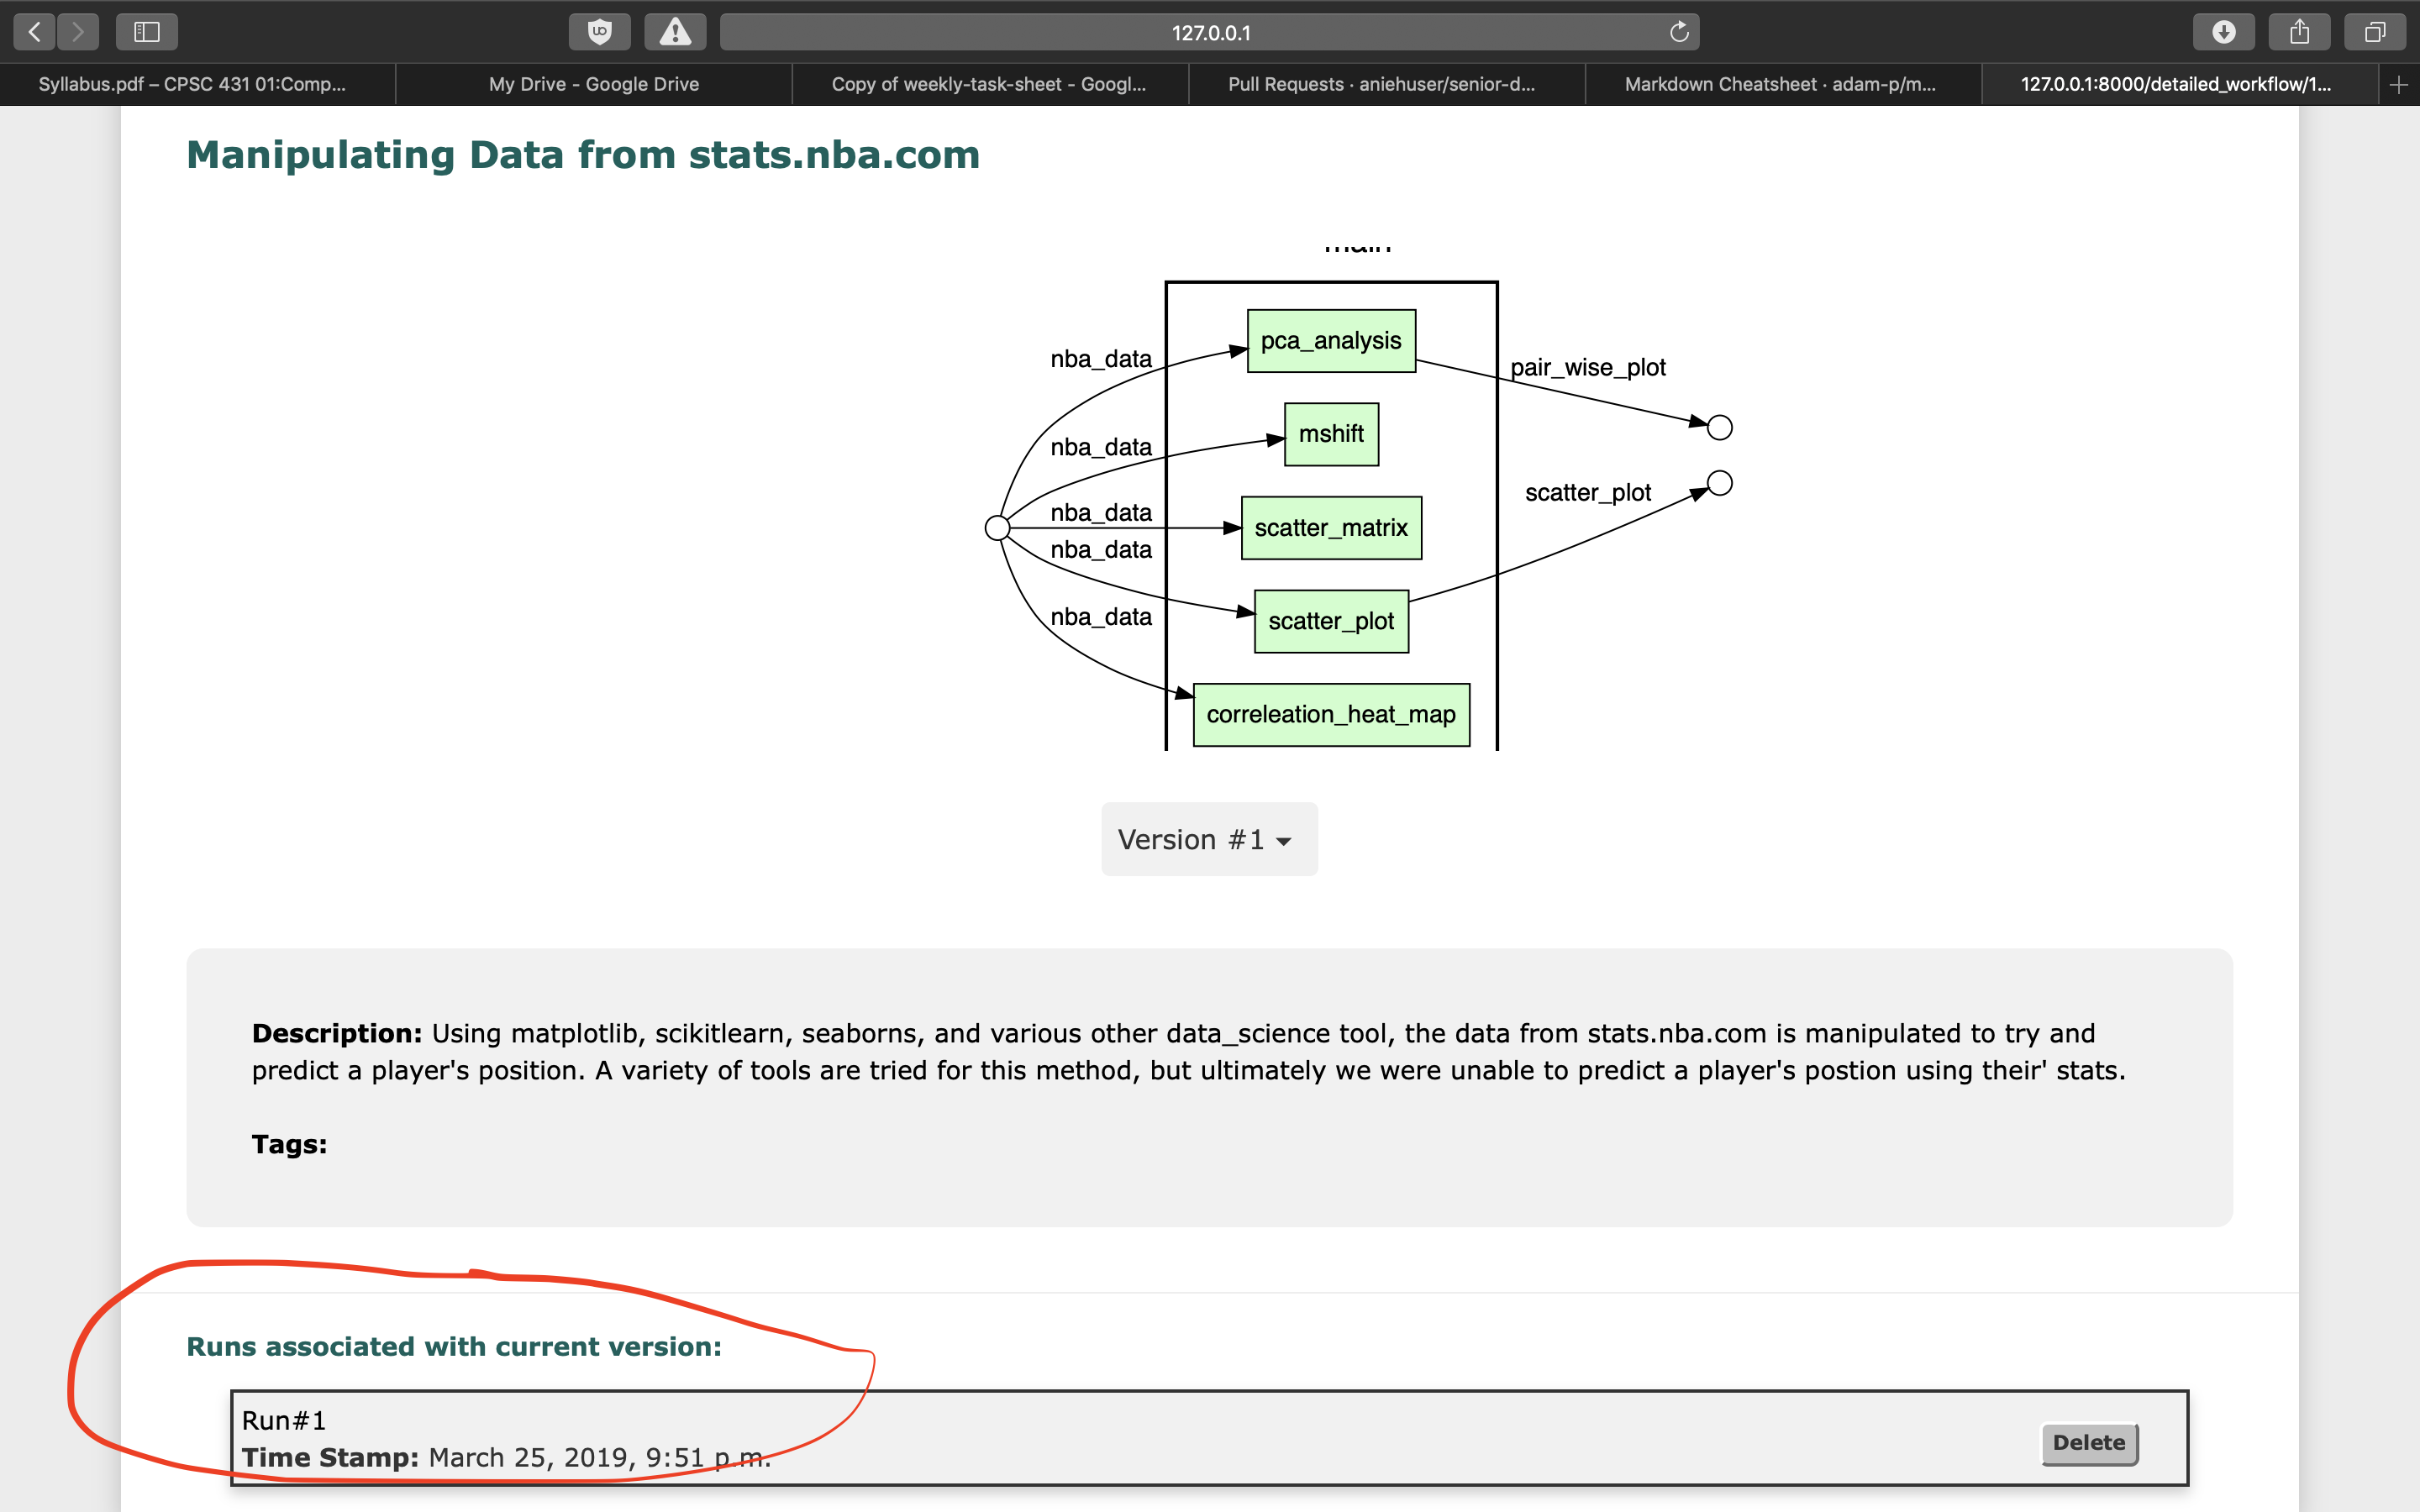 127.0.0.1
Syllabus.pdf – CPSC 431 01:Comp...
My Drive - Google Drive
Copy of weekly-task-sheet - Googl...
Pull Requests · aniehuser/senior-d...
Markdown Cheatsheet · adam-p/m...
127.0.0.1:8000/detailed_workflow/1...
Manipulating Data from stats.nba.com
main
pca_analysis
nba_data
pair_wise_plot
mshift
nba_data
scatter_plot
nba_data
scatter_matrix
nba_data
nba_data
scatter_plot
correleation_heat_map
Version #1
Description: Using matplotlib, scikitlearn, seaborns, and various other data_science tool, the data from stats.nba.com is manipulated to try and
predict a player's position. A variety of tools are tried for this method, but ultimately we were unable to predict a player's postion using their' stats.
Tags:
Runs associated with current version:
Run#1
Time Stamp: March 25, 2019, 9:51 p.m.
Delete